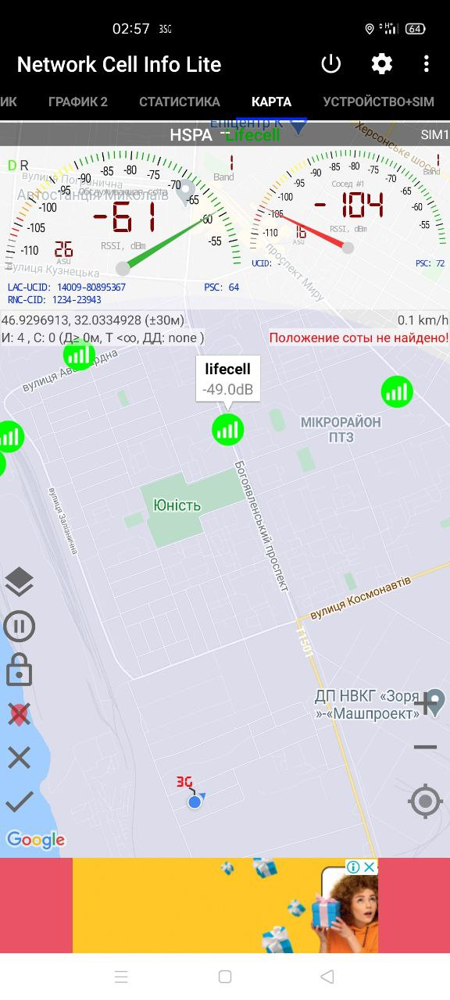 02:57 3SG H+ 64
Network Cell Info Lite
ИК ГРАФИК 2 СТАТИСТИКА КАРТА УСТРОЙСТВО+SIM
Епіцентр К
HSPA -- Lifecell SIM1
Херсонське шосе
D R
-110 -105 -100 -95 -90 -85 -80 -75 -70 -65 -60 -55
вулиця Погранична
Обслуживающая сота
Автостанція Миколаїв
1
Band
-61
RSSI, dBm
26
ASU
вулиця Кузнецька
LAC-UCID: 14009-80895367 PSC: 64
RNC-CID: 1234-23943
-110 -105 -100 -95 -90 -85 -80 -75 -70 -65 -60 -55
Сосед #1
1
Band
-104
RSSI, dBm
16
ASU
UCID: - PSC: 72
проспект Миру
46.9296913, 32.0334928 (±30м) 0.1 km/h
И: 4 , С: 0 (Д≥ 0м, Т <∞, ДД: none ) Положение соты не найдено!
lifecell
-49.0dB
МІКРОРАЙОН
ПТЗ
Юність
Богоявленський проспект
вулиця Залізнична
вулиця Космонавтів
Т1501
ДП НВКГ «Зоря
»-«Машпроект»
3G
Google